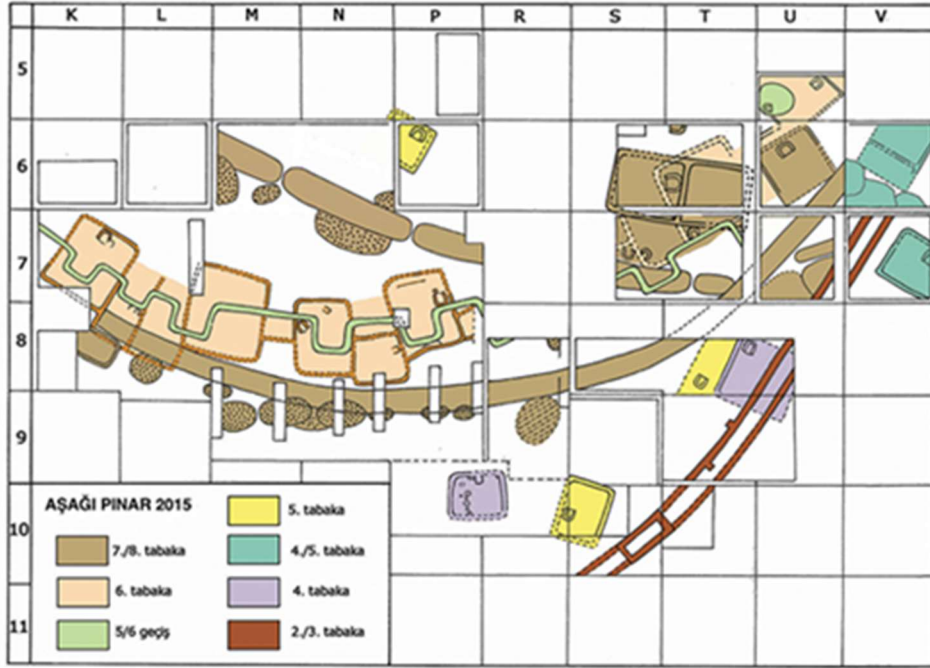 K L M N P R S T U V
5
6
7
8
9
10
11
AŞAĞI PINAR 2015
7./8. tabaka
6. tabaka
5/6 geçiş
5. tabaka
4./5. tabaka
4. tabaka
2./3. tabaka